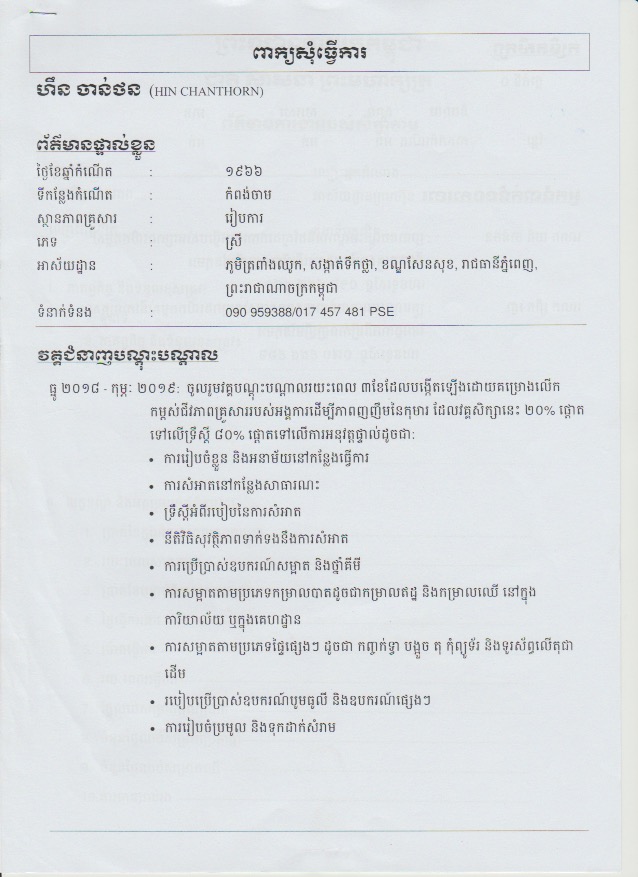 ពាក្យសុំធ្វើការ
ហ៊ឹន ចាន់ថន (HIN CHANTHORN)
ព័ត៌មានផ្ទាល់ខ្លួន
ថ្ងៃខែឆ្នាំកំណើត : ១៩៦៦
ទីកន្លែងកំណើត : កំពង់ចាម
ស្ថានភាពគ្រួសារ : រៀបការ
ភេទ : ស្រី
អាស័យដ្ឋាន : ភូមិត្រពាំងឈូក, សង្កាត់ទឹកថ្លា, ខណ្ឌសែនសុខ, រាជធានីភ្នំពេញ,
ព្រះរាជាណាចក្រកម្ពុជា
ទំនាក់ទំនង : 090 959388/017 457 481 PSE
វគ្គជំនាញបណ្តុះបណ្តាល
ធ្នូ ២០១៨ - កុម្ភៈ ២០១៩: ចូលរួមវគ្គបណ្តុះបណ្តាលរយះពេល ៣ខែដែលបង្កើតឡើងដោយគម្រោងលើក
កម្ពស់ជីវភាពគ្រួសាររបស់អង្គការដើម្បីភាពញញឹមនៃកុមារ ដែលវគ្គសិក្សានេះ ២០% ផ្តោត
ទៅលើទ្រឹស្តី ៨០% ផ្តោតទៅលើការអនុវត្តផ្ទាល់ដូចជា:
• ការរៀបចំខ្លួន និងអនាម័យនៅកន្លែងធ្វើការ
• ការសំអាតនៅកន្លែងសាធារណះ
• ទ្រឹស្តីអំពីរបៀបនៃការសំអាត
• នីតិវិធិសុវត្ថិភាពទាក់ទងនឹងការសំអាត
• ការប្រើប្រាស់ឧបករណ៍សម្អាត និងថ្នាំគីមី
• ការសម្អាតតាមប្រភេទកម្រាលបាតដូចជាកម្រាលឥដ្ឋ និងកម្រាលឈើ នៅក្នុង
ការិយាល័យ ឬក្នុងគេហដ្ឋាន
• ការសម្អាតតាមប្រភេទផ្ទៃផ្សេងៗ ដូចជា កញ្ចក់ទ្វា បង្អួច តុ កុំព្យូទ័រ និងទូរស័ព្ទលើតុជា
ដើម
• របៀបប្រើប្រាស់ឧបករណ៍បូមធូលី និងឧបករណ៍ផ្សេងៗ
• ការរៀបចំប្រមូល និងទុកដាក់សំរាម